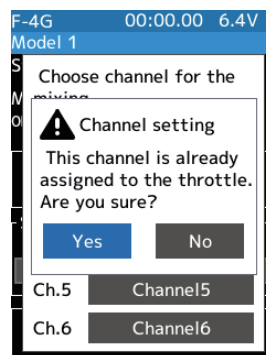 F-4G 00:00.00 6.4V
Model 1
S
Choose channel for the
M mixing
Channel setting
This channel is already
assigned to the throttle.
Are you sure?
Yes No
Ch.5 Channel5
Ch.6 Channel6